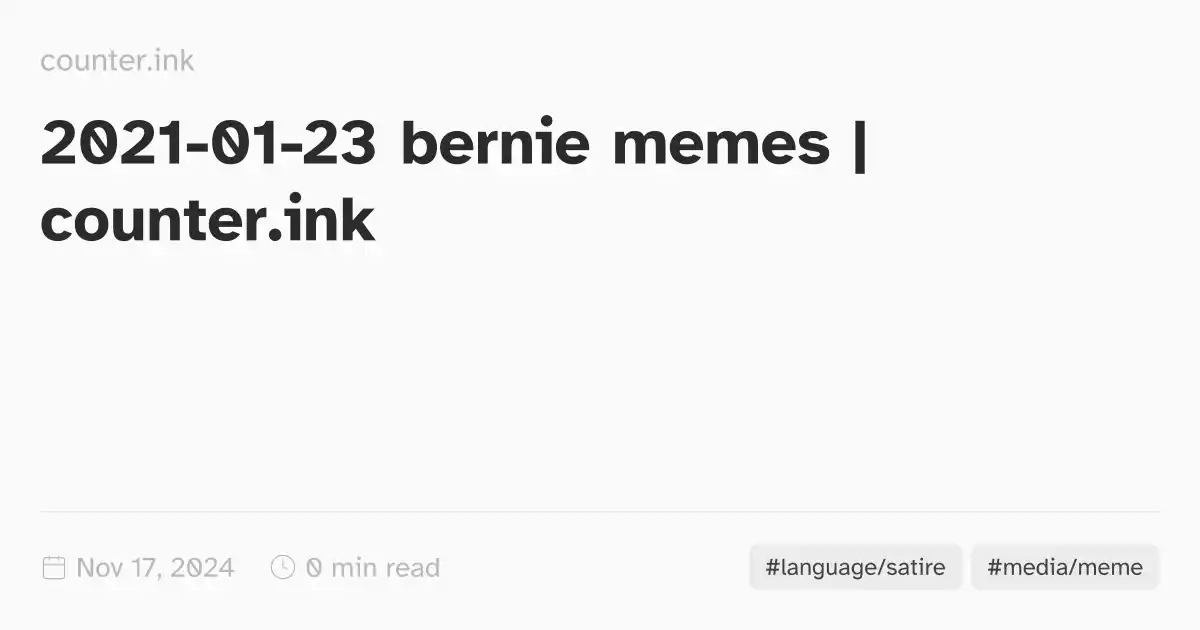 counter.ink
2021-01-23 bernie memes |
counter.ink
Nov 17, 2024 0 min read #language/satire #media/meme